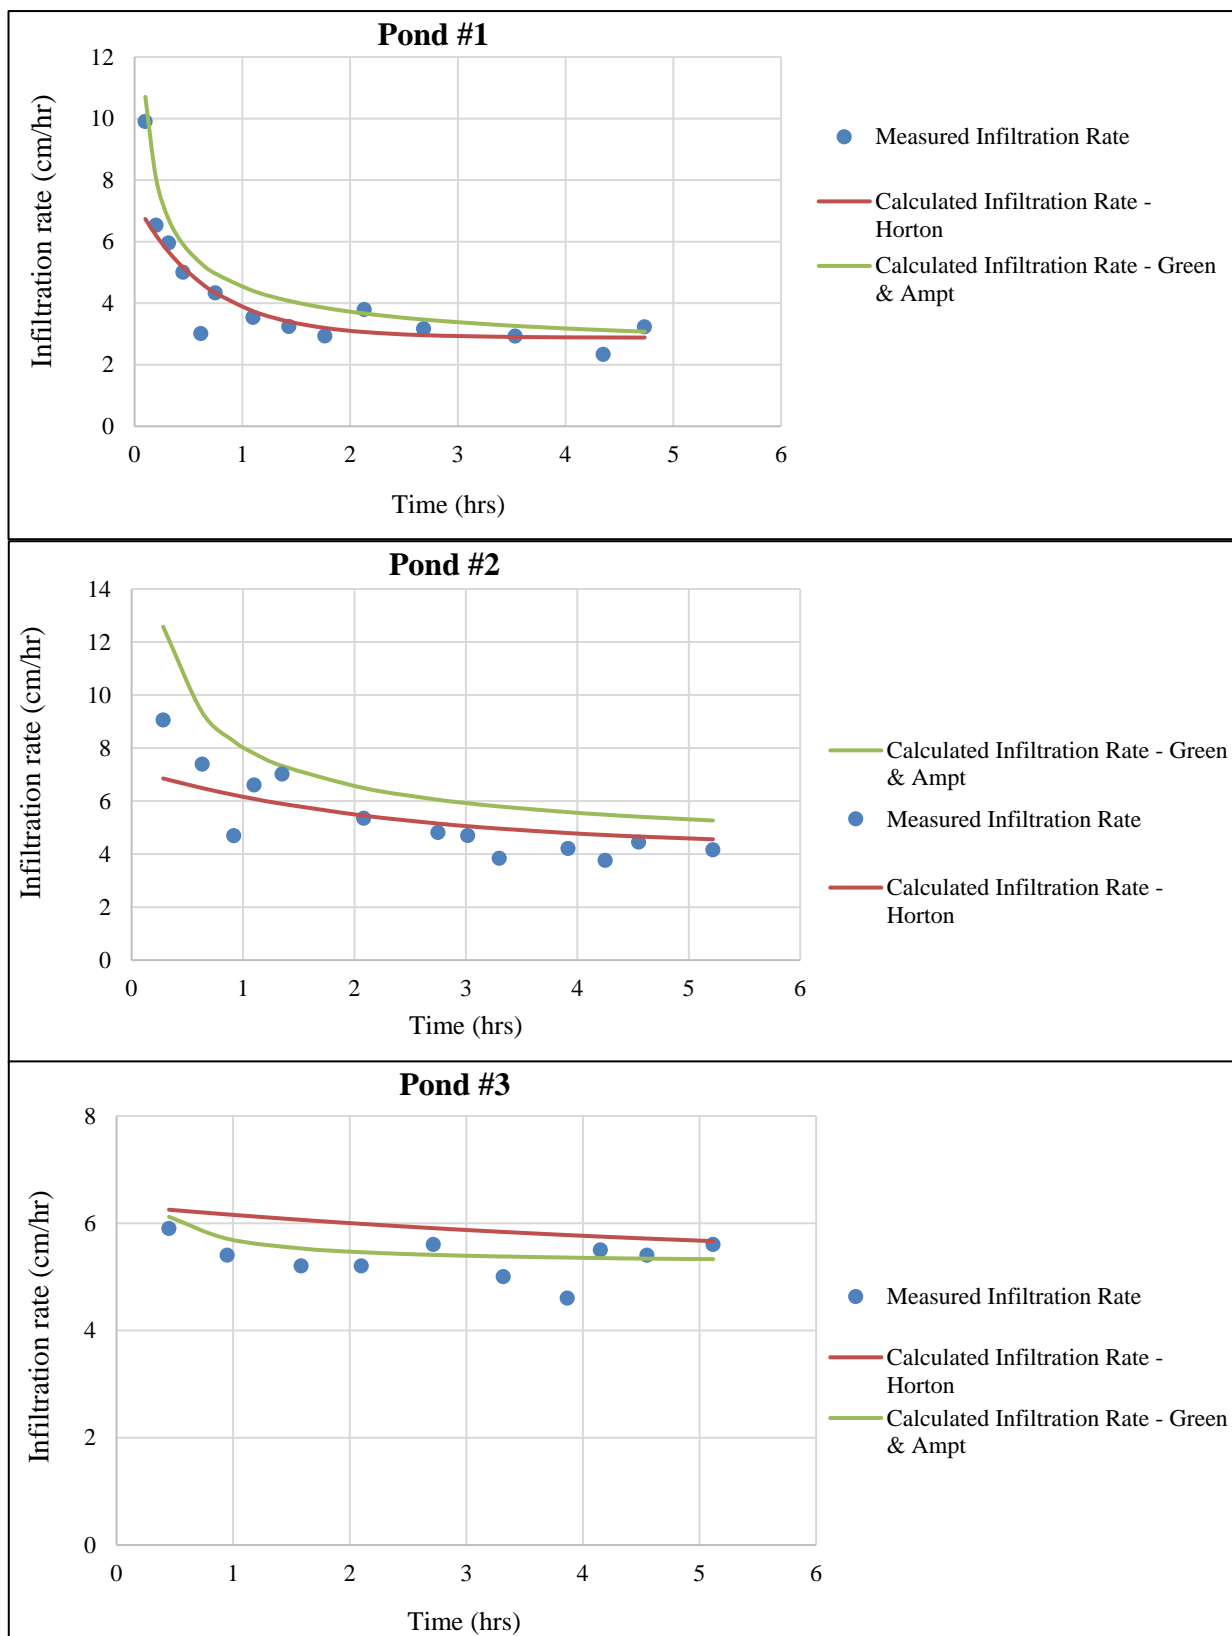 Pond #1
12
10
8
6
4
2
0
0 1 2 3 4 5 6
Infiltration rate (cm/hr)
Time (hrs)
Measured Infiltration Rate
Calculated Infiltration Rate -
Horton
Calculated Infiltration Rate - Green
& Ampt
Pond #2
14
12
10
8
6
4
2
0
0 1 2 3 4 5 6
Infiltration rate (cm/hr)
Time (hrs)
Calculated Infiltration Rate - Green
& Ampt
Measured Infiltration Rate
Calculated Infiltration Rate -
Horton
Pond #3
8
6
4
2
0
0 1 2 3 4 5 6
Infiltration rate (cm/hr)
Time (hrs)
Measured Infiltration Rate
Calculated Infiltration Rate -
Horton
Calculated Infiltration Rate - Green
& Ampt